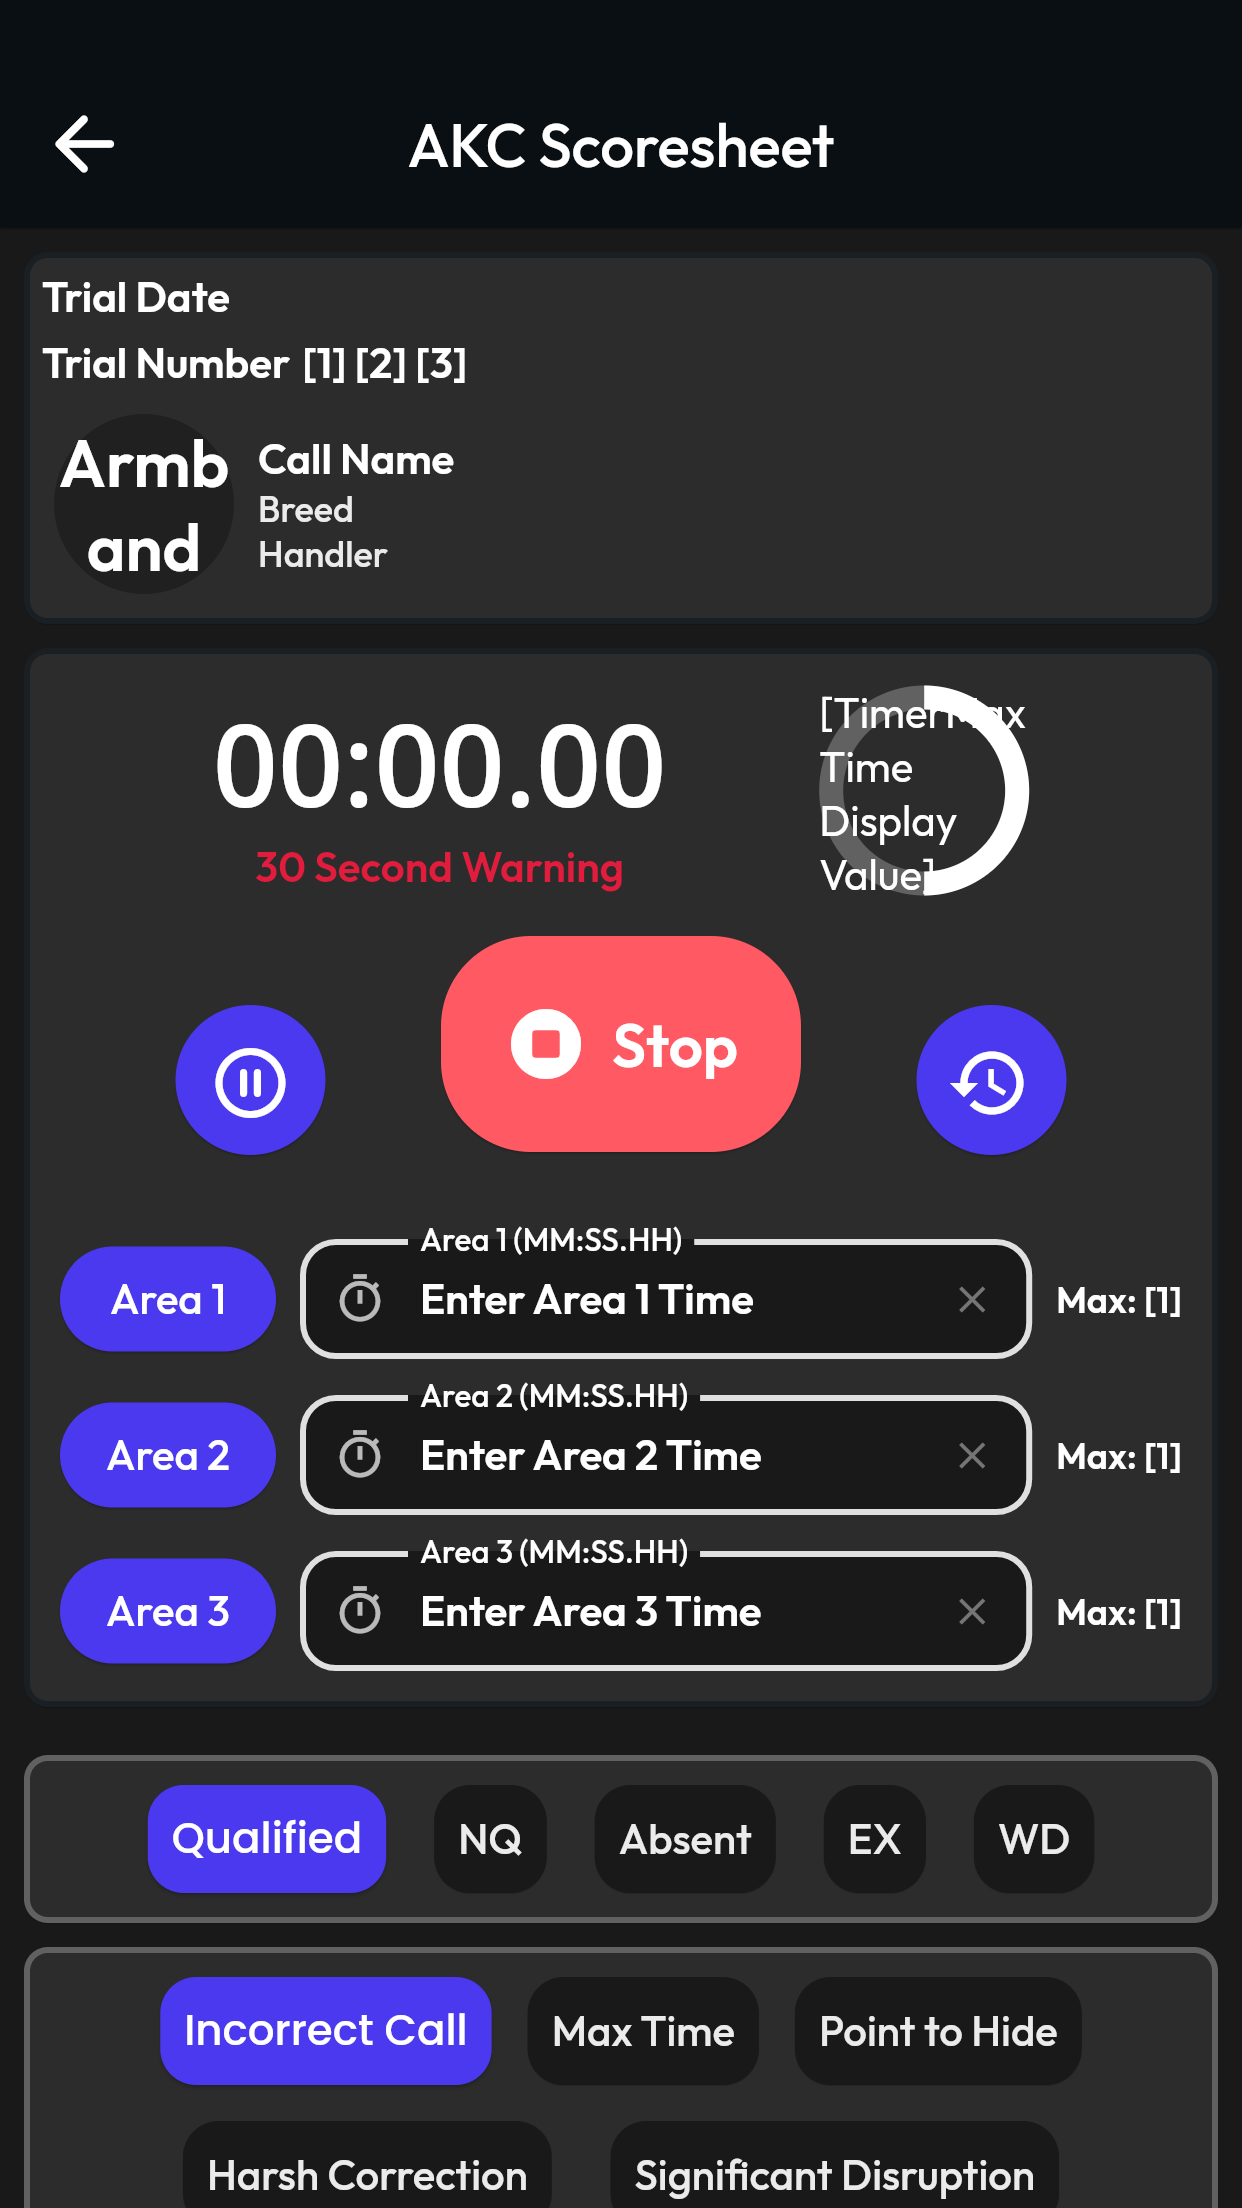 AKC Scoresheet
Trial Date
Trial Number [1] [2] [3]
Armb
and
Call Name
Breed
Handler
00:00.00
30 Second Warning
[TimerMax
Time
Display
Value]
Stop
Area 1 (MM:SS.HH)
Area 1
Enter Area 1 Time
Max: [1]
Area 2 (MM:SS.HH)
Area 2
Enter Area 2 Time
Max: [1]
Area 3 (MM:SS.HH)
Area 3
Enter Area 3 Time
Max: [1]
Qualified NQ Absent EX WD
Incorrect Call Max Time Point to Hide
Harsh Correction Significant Disruption